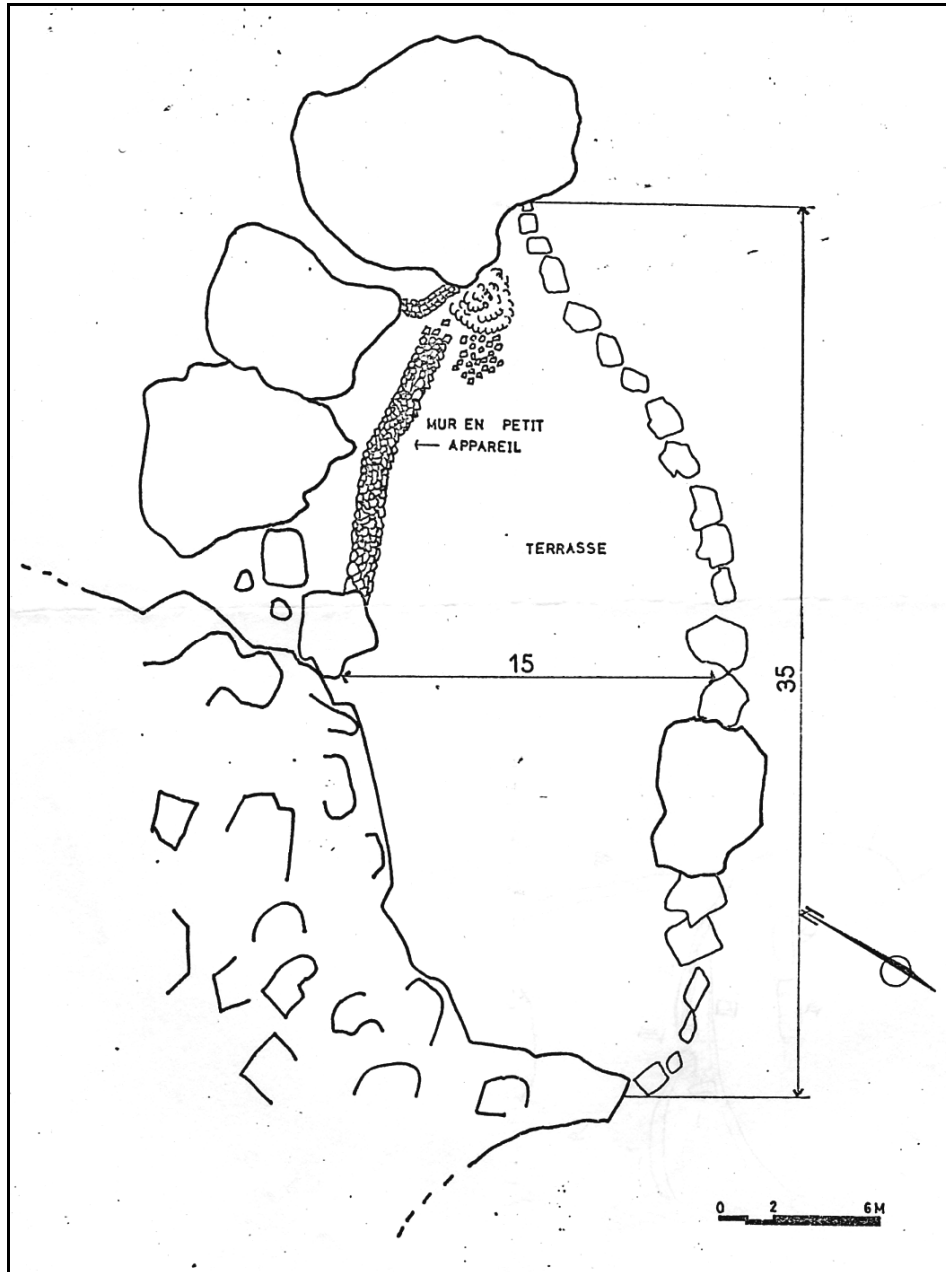 MUR EN PETIT
← APPAREIL
TERRASSE
15
35
0 2 6M